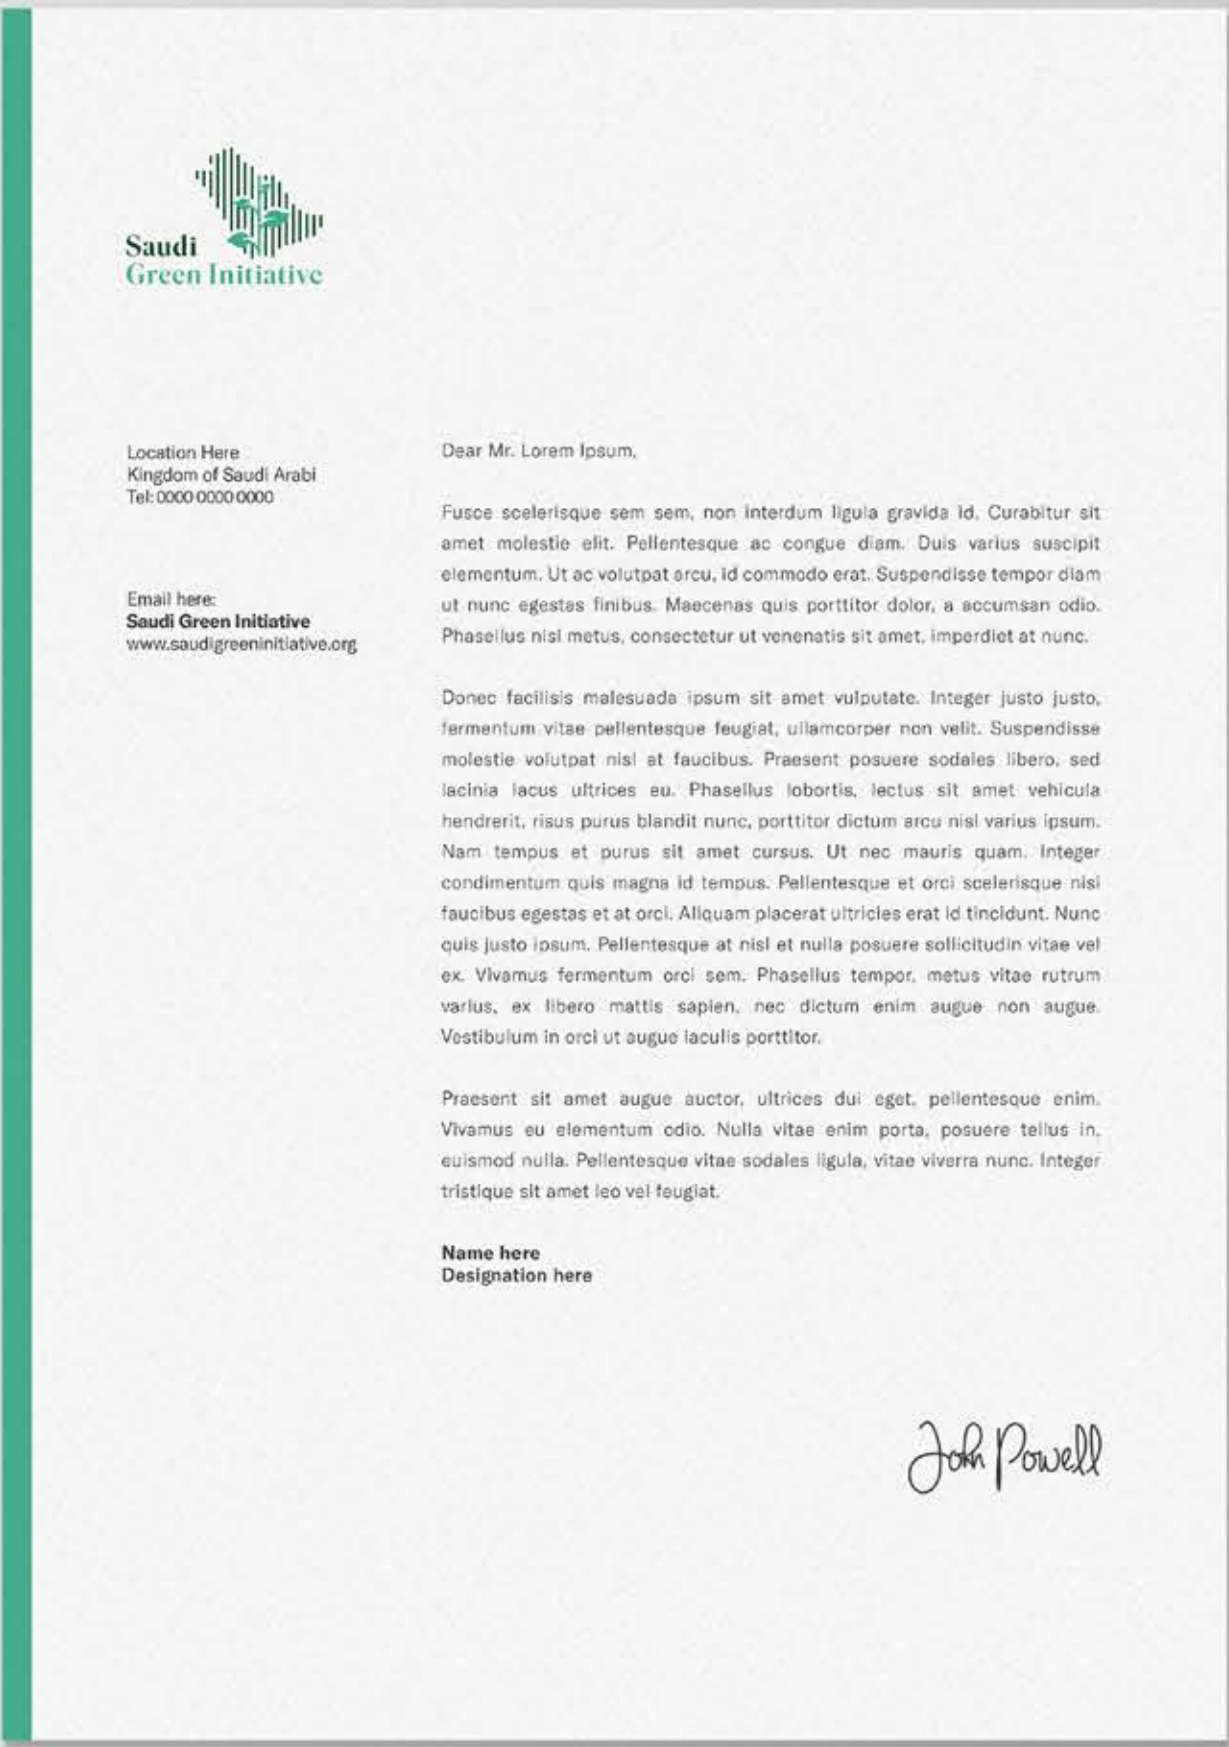 Saudi
Green Initiative
Location Here
Kingdom of Saudi Arabi
Tel: 0000 0000 0000
Email here:
Saudi Green Initiative
www.saudigreeninitiative.org
Dear Mr. Lorem Ipsum,
Fusce scelerisque sem sem, non interdum ligula gravida id. Curabitur sit
amet molestie elit. Pellentesque ac congue diam. Duis varius suscipit
elementum. Ut ac volutpat arcu, id commodo erat. Suspendisse tempor diam
ut nunc egestas finibus. Maecenas quis porttitor dolor, a accumsan odio.
Phasellus nisl metus, consectetur ut venenatis sit amet, imperdiet at nunc.
Donec facilisis malesuada ipsum sit amet vulputate. Integer justo justo,
fermentum vitae pellentesque feugiat, ullamcorper non velit. Suspendisse
molestie volutpat nisl at faucibus. Praesent posuere sodales libero, sed
lacinia lacus ultrices eu. Phasellus lobortis, lectus sit amet vehicula
hendrerit, risus purus blandit nunc, porttitor dictum arcu nisi varius ipsum.
Nam tempus et purus sit amet cursus. Ut nec mauris quam. Integer
condimentum quis magna id tempus. Pellentesque et orci scelerisque nisi
faucibus egestas et at orci. Aliquam placerat ultricies erat id tincidunt. Nunc
quis justo ipsum. Pellentesque at nisl et nulla posuere sollicitudin vitae vel
ex. Vivamus fermentum orci sem. Phasellus tempor, metus vitae rutrum
varius, ex libero mattis sapien, nec dictum enim augue non augue.
Vestibulum in orci ut augue iaculis porttitor.
Praesent sit amet augue auctor, ultrices dui eget, pellentesque enim.
Vivamus eu elementum odio. Nulla vitae enim porta, posuere tellus in,
euismod nulla. Pellentesque vitae sodales ligula, vitae viverra nunc. Integer
tristique sit amet leo vel feugiat.
Name here
Designation here
John Powell